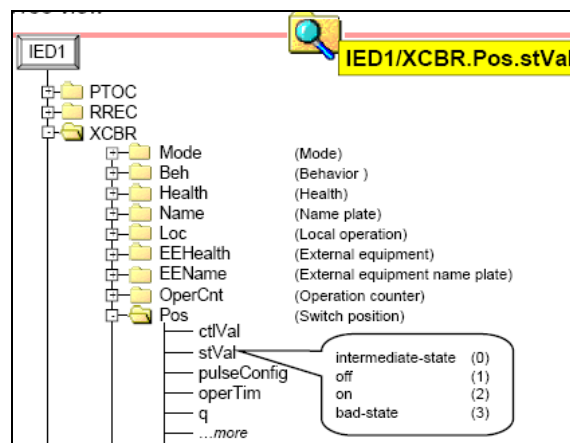 IED1
IED1/XCBR.Pos.stVal
PTOC
RREC
XCBR
Mode (Mode)
Beh (Behavior )
Health (Health)
Name (Name plate)
Loc (Local operation)
EEHealth (External equipment)
EEName (External equipment name plate)
OperCnt (Operation counter)
Pos (Switch position)
ctlVal
stVal
pulseConfig
operTim
q
...more
intermediate-state (0)
off (1)
on (2)
bad-state (3)